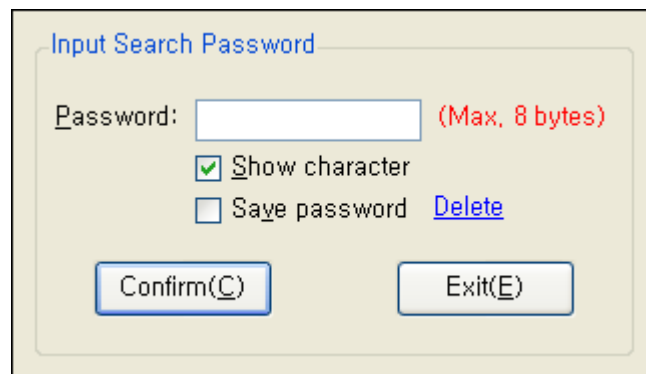 Input Search Password
Password: (Max, 8 bytes)
Show character
Save password Delete
Confirm(C) Exit(E)